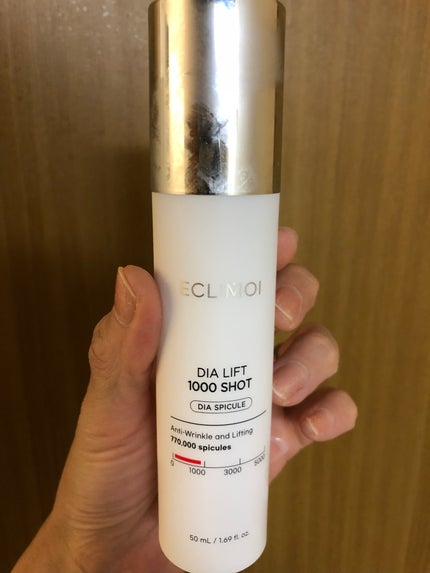 ECLIMOI
DIA LIFT
1000 SHOT
DIA SPICULE
Anti-Wrinkle and Lifting
770.000 spicules
0 1000 3000 5000
50 mL / 1.69 fl. oz.